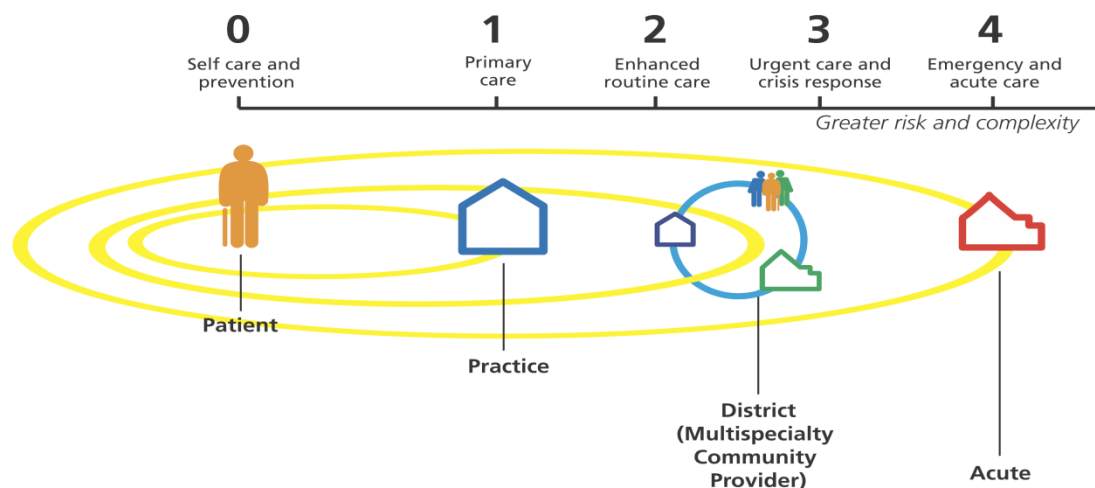 0 1 2 3 4
Self care and prevention
Primary care
Enhanced routine care
Urgent care and crisis response
Emergency and acute care
Greater risk and complexity
Patient
Practice
District
(Multispecialty
Community
Provider)
Acute